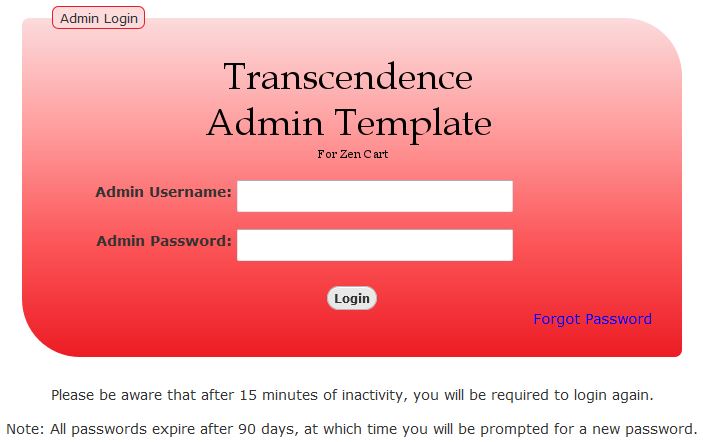 Admin Login
Transcendence
Admin Template
For Zen Cart
Admin Username:
Admin Password:
Login
Forgot Password
Please be aware that after 15 minutes of inactivity, you will be required to login again.
Note: All passwords expire after 90 days, at which time you will be prompted for a new password.